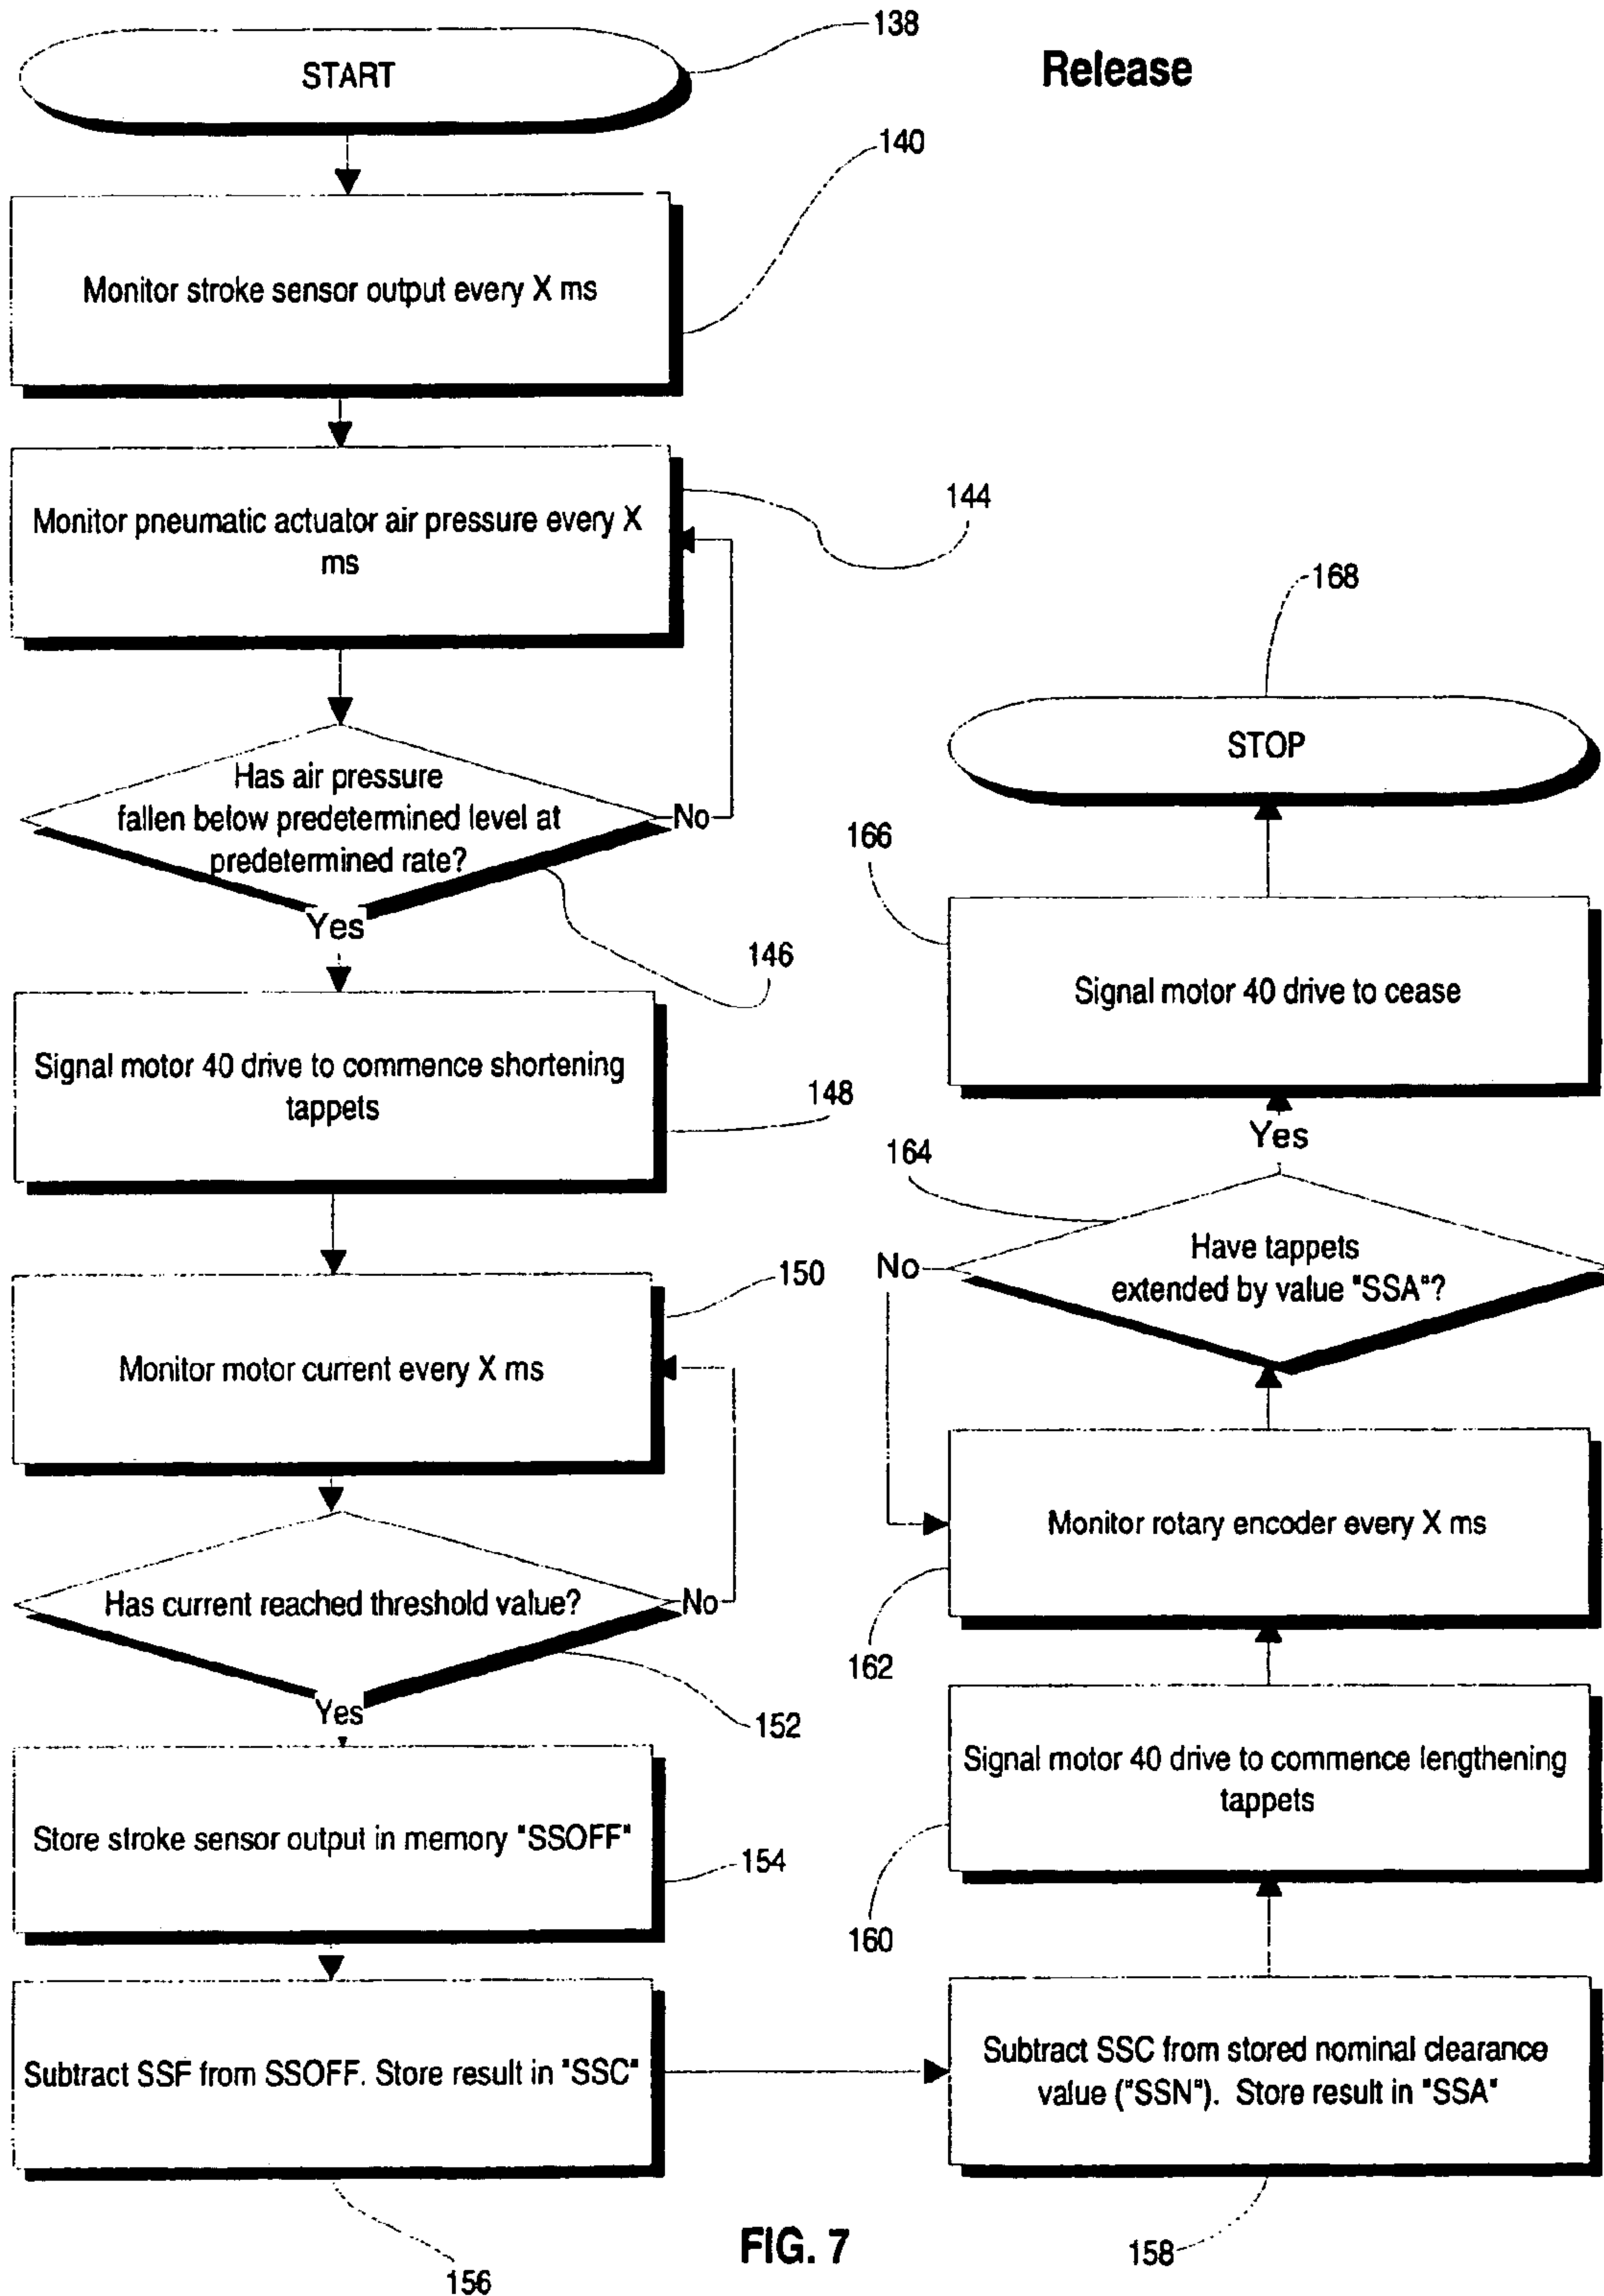 Release
START
138
140
Monitor stroke sensor output every X ms
144
Monitor pneumatic actuator air pressure every X
ms
Has air pressure
fallen below predetermined level at
predetermined rate?
No
Yes
146
Signal motor 40 drive to commence shortening
tappets
148
150
Monitor motor current every X ms
Has current reached threshold value?
No
Yes
152
Store stroke sensor output in memory "SSOFF"
154
Subtract SSF from SSOFF. Store result in "SSC"
156
Subtract SSC from stored nominal clearance
value ("SSN"). Store result in "SSA"
158
Signal motor 40 drive to commence lengthening
tappets
160
Monitor rotary encoder every X ms
162
Have tappets
extended by value "SSA"?
164
No
Yes
Signal motor 40 drive to cease
166
STOP
168
FIG. 7